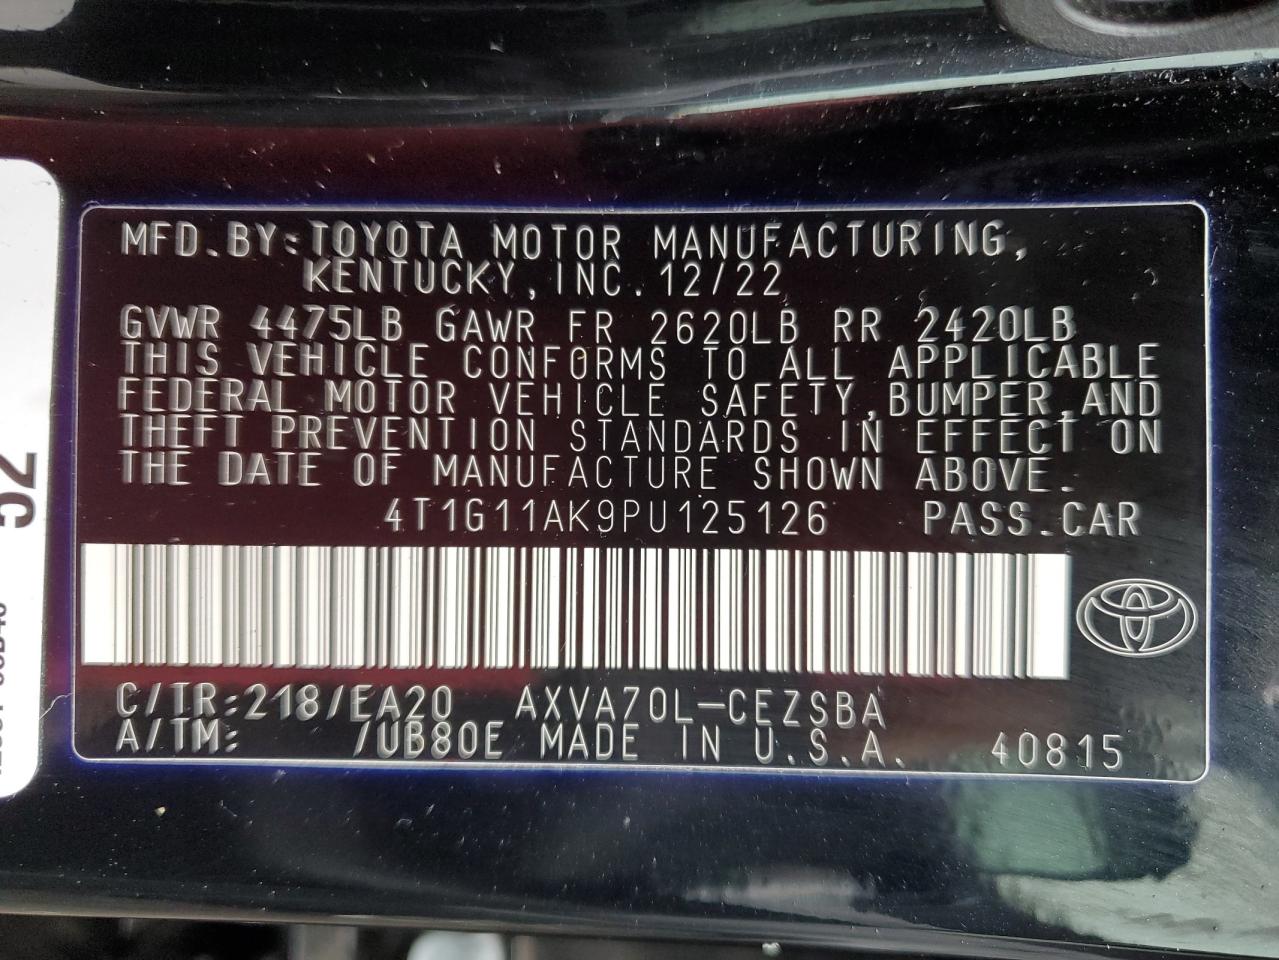 MFD.BY:TOYOTA MOTOR MANUFACTURING,
KENTUCKY,INC.12/22
GVWR 4475LB GAWR FR 2620LB RR 2420LB
THIS VEHICLE CONFORMS TO ALL APPLICABLE
FEDERAL MOTOR VEHICLE SAFETY,BUMPER,AND
THEFT PREVENTION STANDARDS IN EFFECT ON
THE DATE OF MANUFACTURE SHOWN ABOVE.
4T1G11AK9PU125126 PASS.CAR
C/TR:218/EA20 AXVA70L-CEZSBA
A/TM: /UB80E MADE IN U.S.A. 40815
52